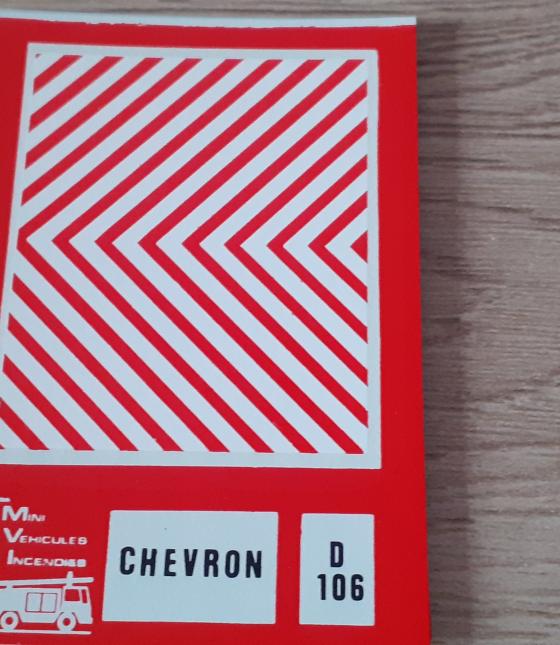 Mini
Vehicules
Incendies
CHEVRON
D
106